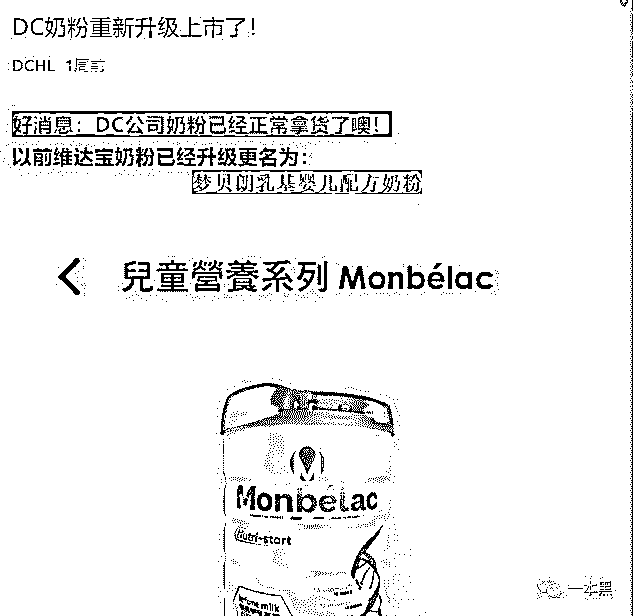 DC奶粉重新升级上市了!
DCHL 1周前
好消息：DC公司奶粉已经正常拿货了噢！
以前维达宝奶粉已经升级更名为：
梦贝朗乳基婴儿配方奶粉
兒童營養系列 Monbélac
Monbélac
Nutri-start
infant milk
一本黑